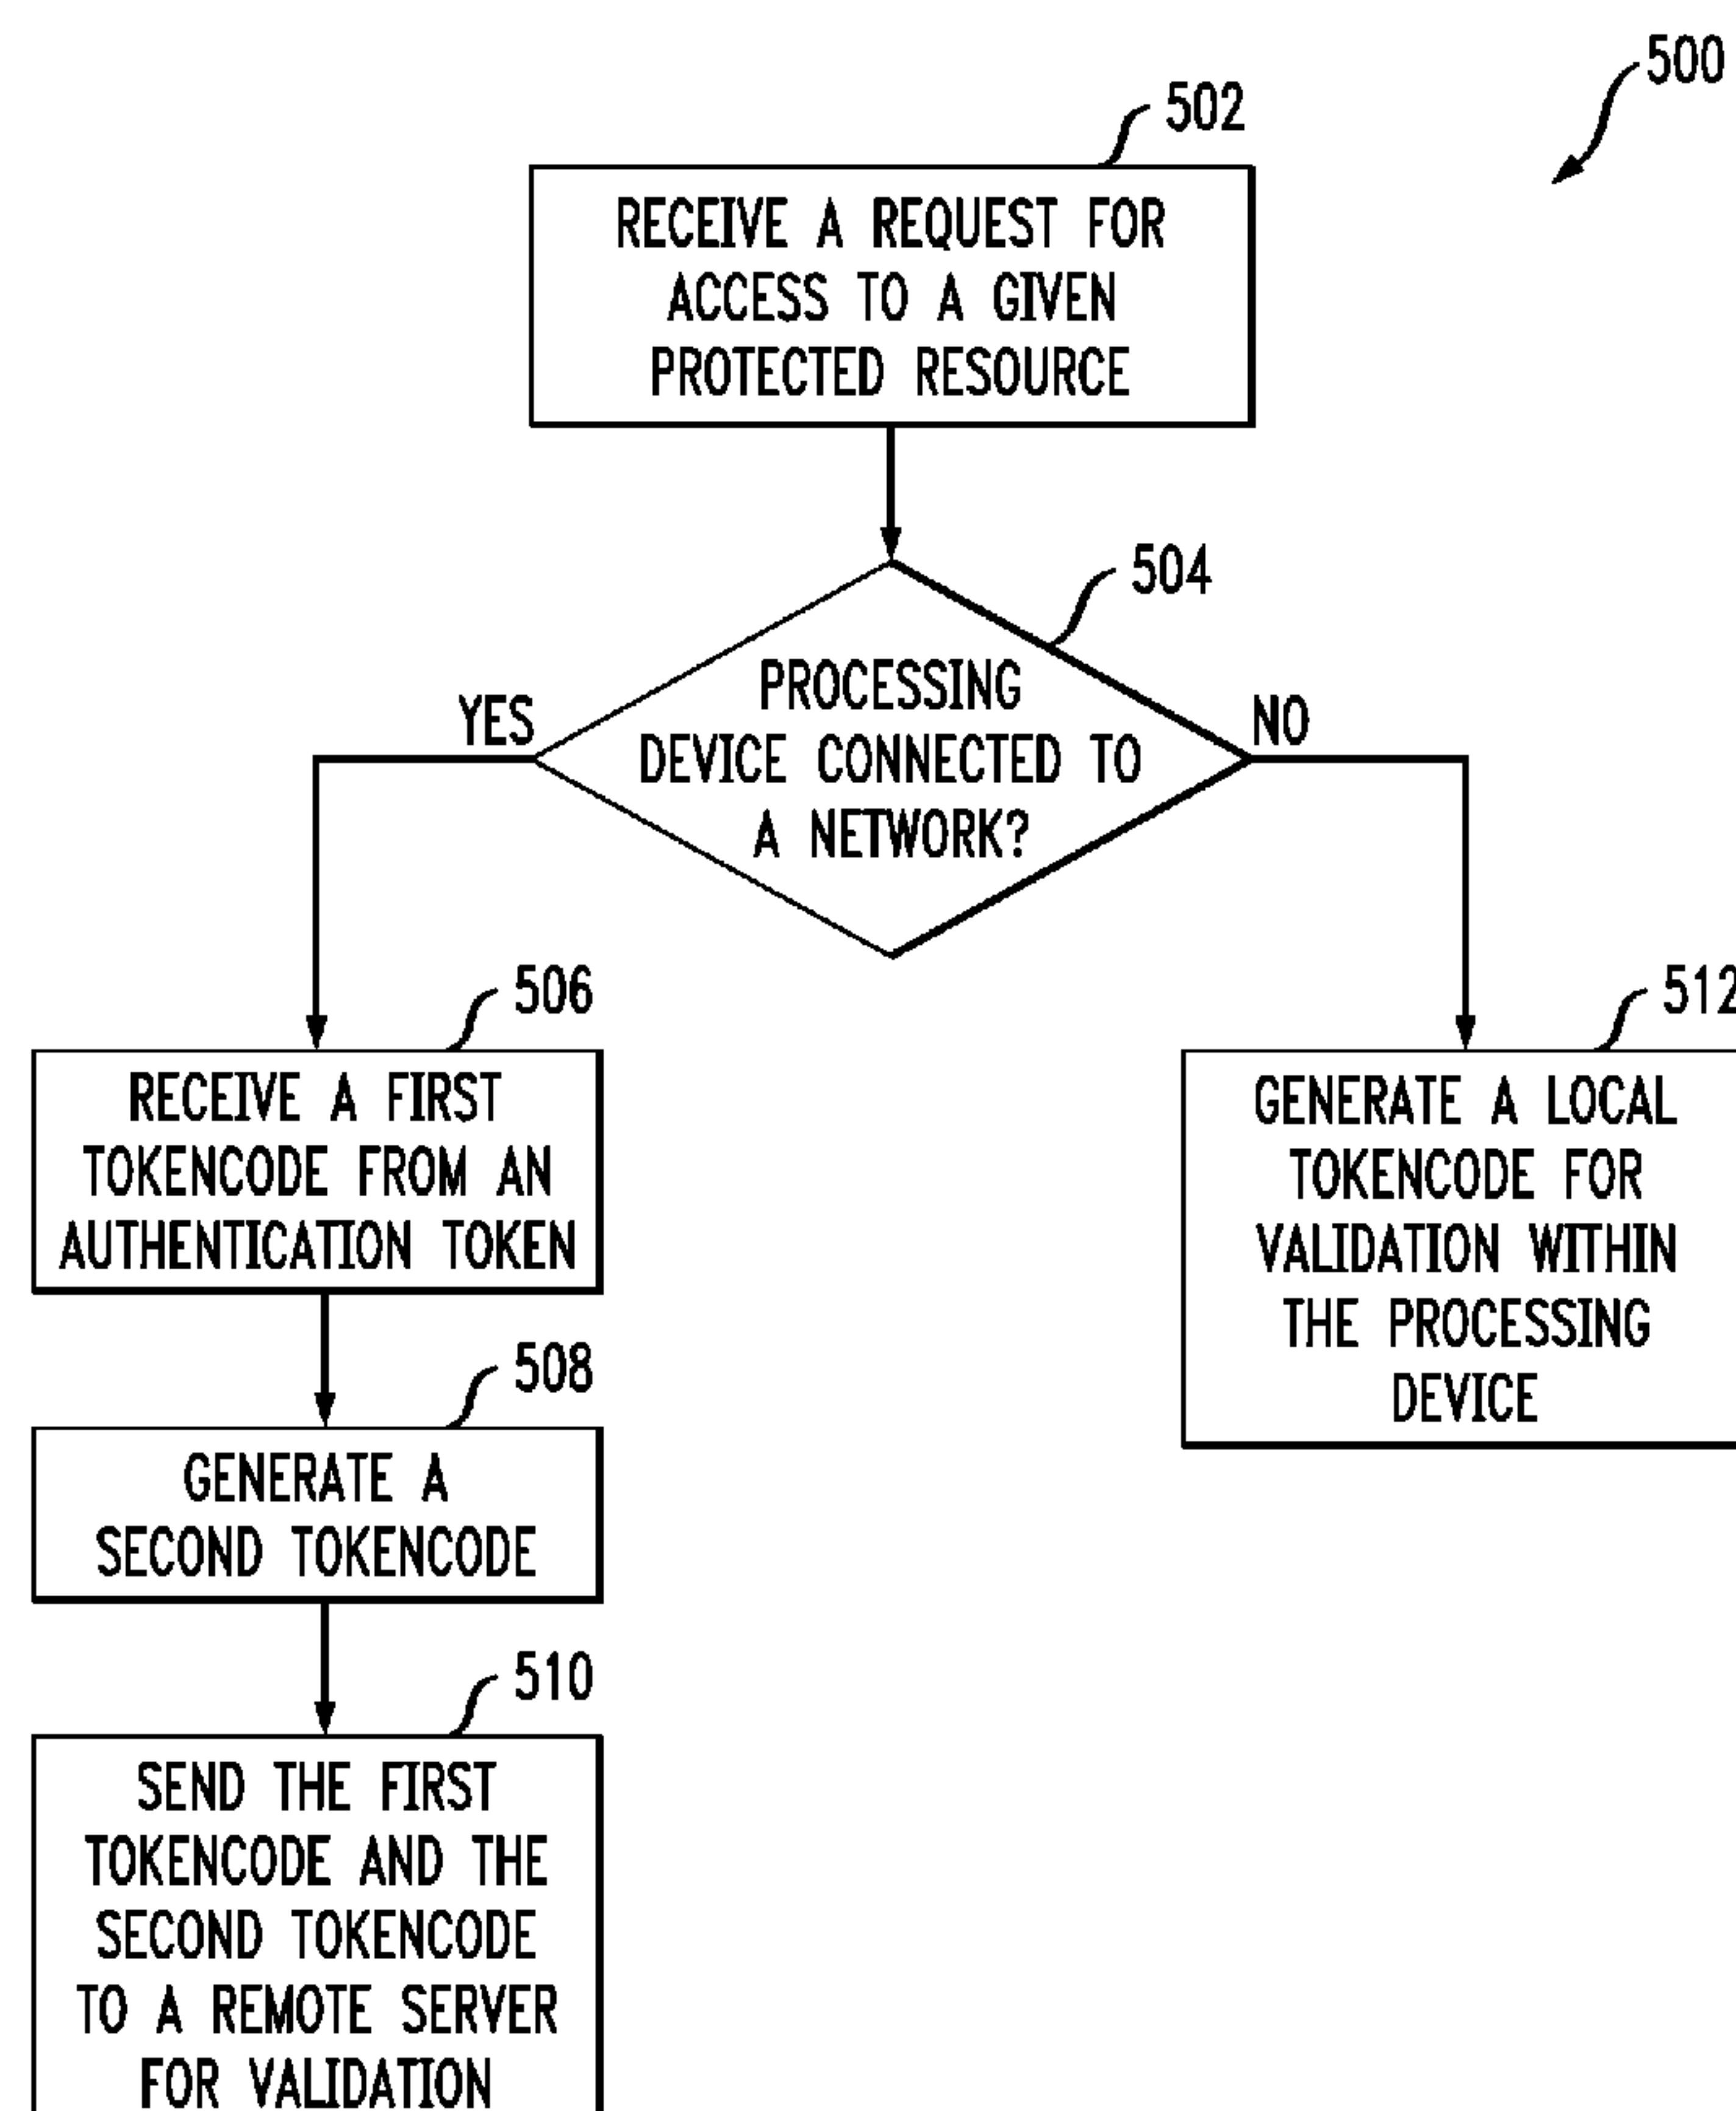 500
502
RECEIVE A REQUEST FOR
ACCESS TO A GIVEN
PROTECTED RESOURCE
504
PROCESSING
DEVICE CONNECTED TO
A NETWORK?
YES
NO
506
RECEIVE A FIRST
TOKENCODE FROM AN
AUTHENTICATION TOKEN
508
GENERATE A
SECOND TOKENCODE
510
SEND THE FIRST
TOKENCODE AND THE
SECOND TOKENCODE
TO A REMOTE SERVER
FOR VALIDATION
512
GENERATE A LOCAL
TOKENCODE FOR
VALIDATION WITHIN
THE PROCESSING
DEVICE